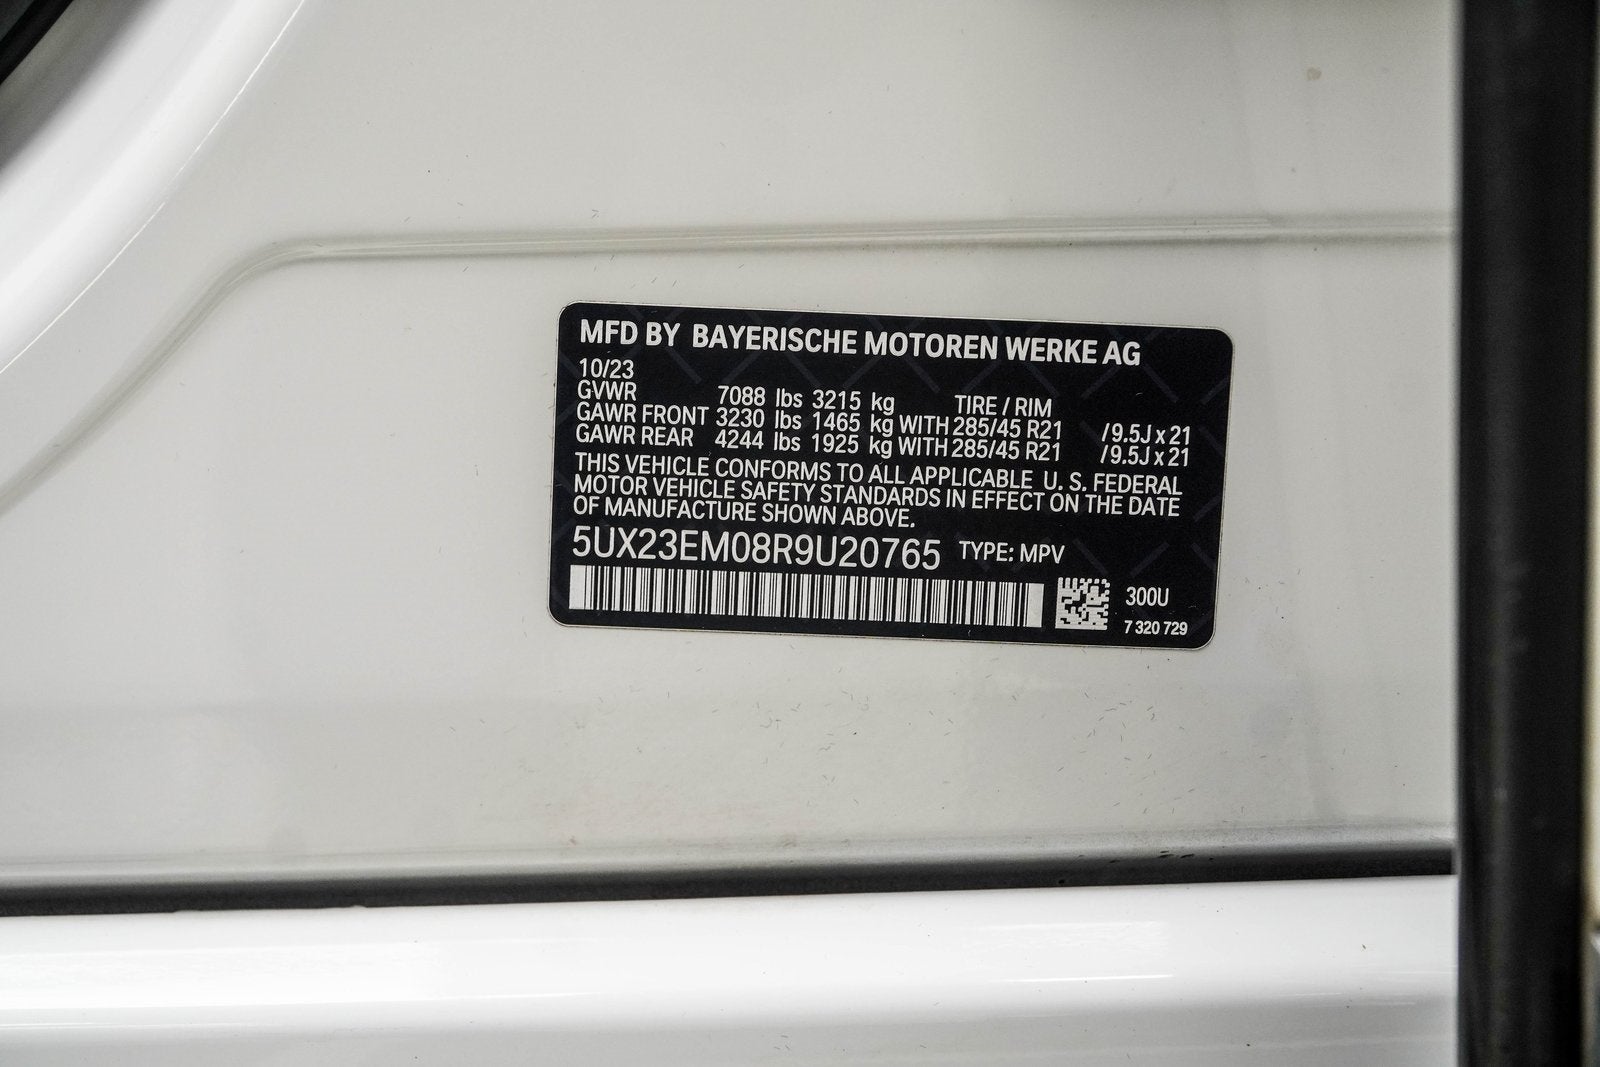 MFD BY BAYERISCHE MOTOREN WERKE AG
10/23
GVWR 7088 lbs 3215 kg TIRE / RIM
GAWR FRONT 3230 lbs 1465 kg WITH 285/45 R21 / 9.5J x 21
GAWR REAR 4244 lbs 1925 kg WITH 285/45 R21 / 9.5J x 21
THIS VEHICLE CONFORMS TO ALL APPLICABLE U. S. FEDERAL
MOTOR VEHICLE SAFETY STANDARDS IN EFFECT ON THE DATE
OF MANUFACTURE SHOWN ABOVE.
5UX23EM08R9U20765 TYPE: MPV
300U
7 320 729